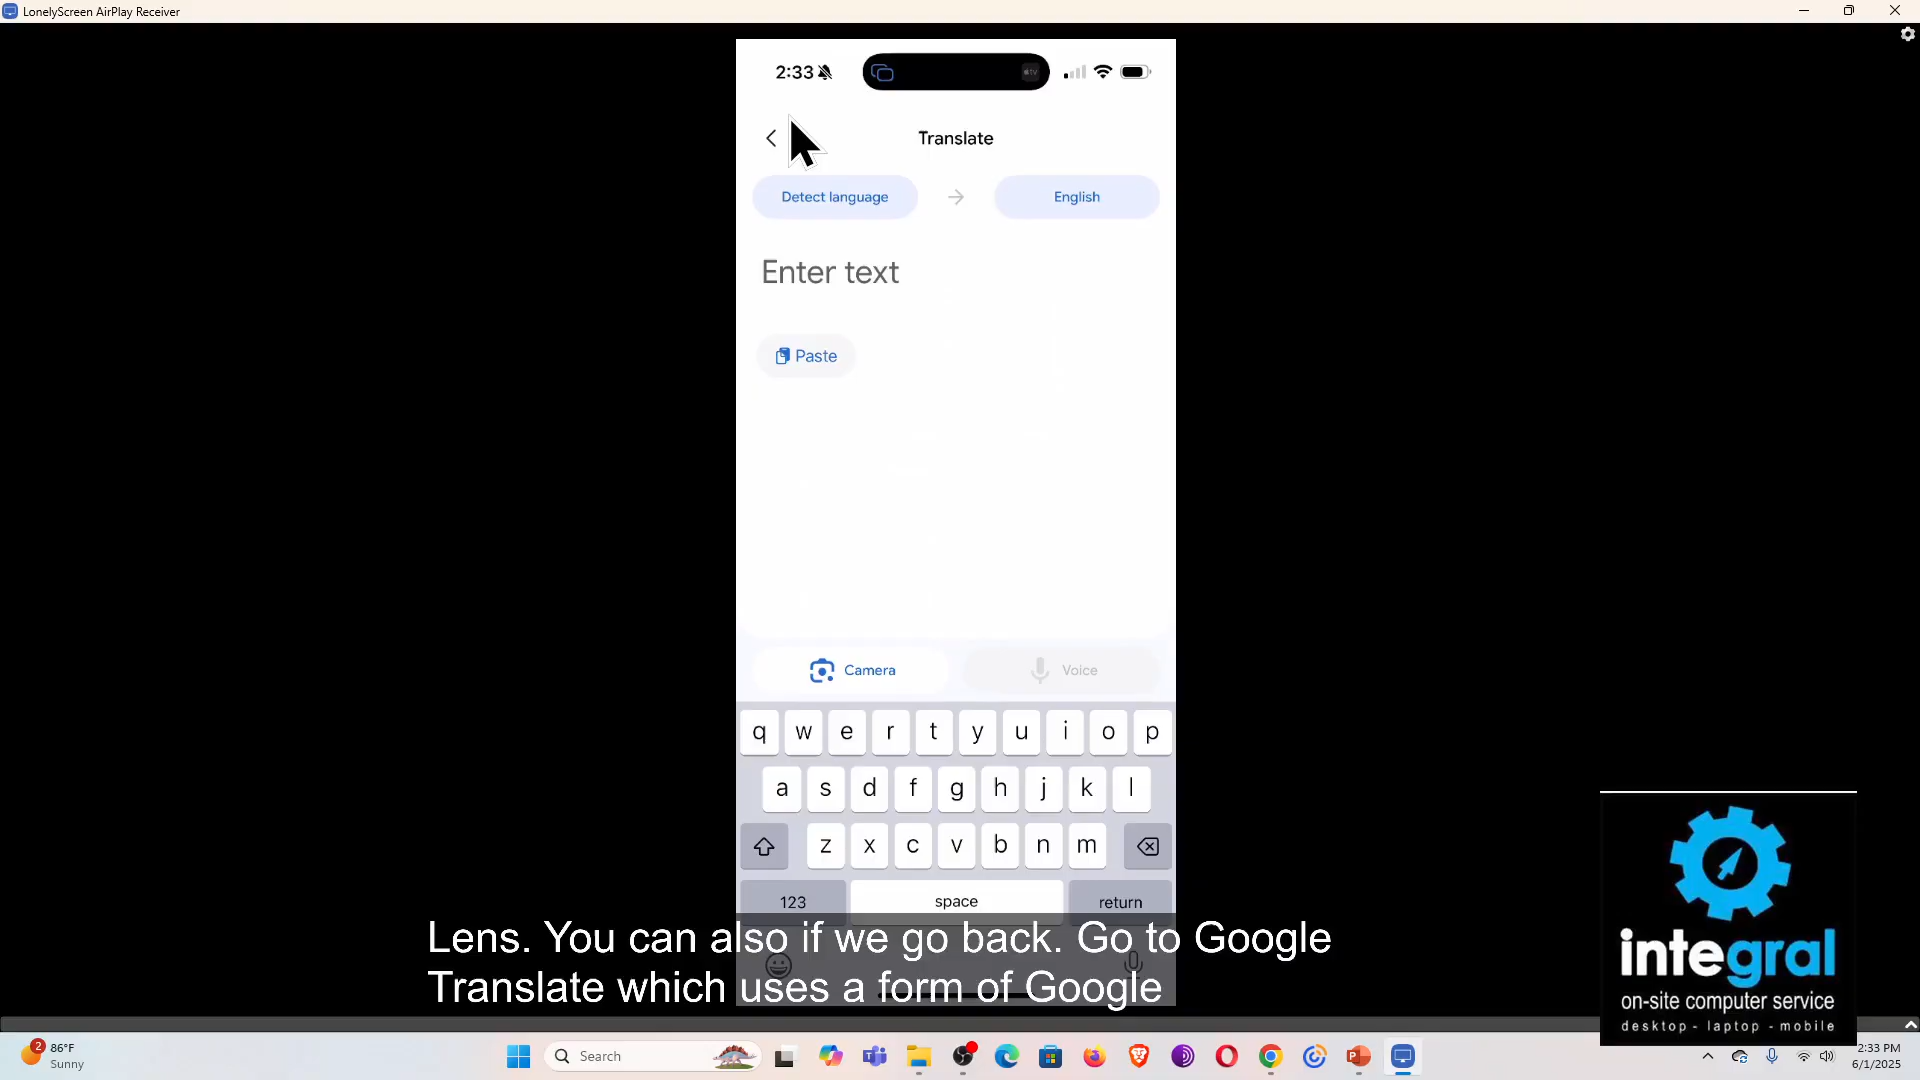 LonelyScreen AirPlay Receiver
2:33
tv
Translate
Detect language
English
Enter text
Paste
Camera
Voice
q w e r t y u i o p
a s d f g h j k l
z x c v b n m
123
space
return
Lens. You can also if we go back. Go to Google
Translate which uses a form of Google
integral
on-site computer service
desktop - laptop - mobile
2
86°F
Sunny
Search
2:33 PM
6/1/2025